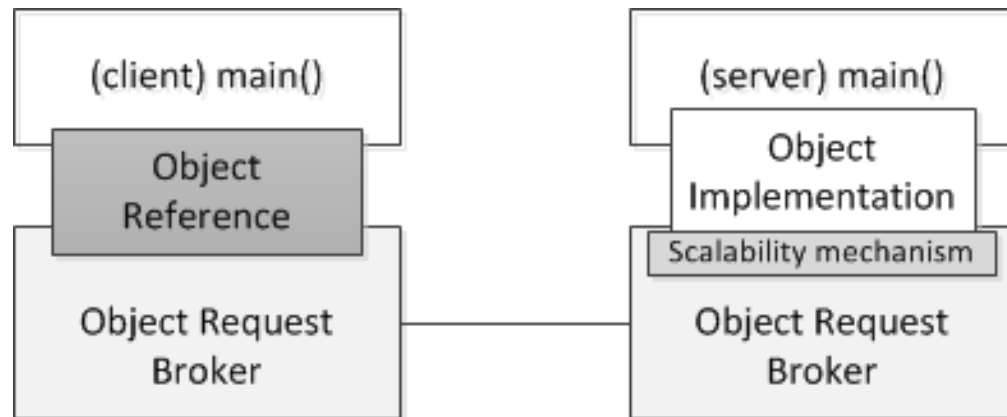 (client) main()
Object
Reference
Object Request
Broker
(server) main()
Object
Implementation
Scalability mechanism
Object Request
Broker